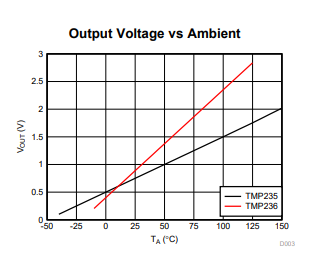 Output Voltage vs Ambient
3
2.5
2
1.5
1
0.5
0
VOUT (V)
-50 -25 0 25 50 75 100 125 150
TA (°C)
TMP235
TMP236
D003